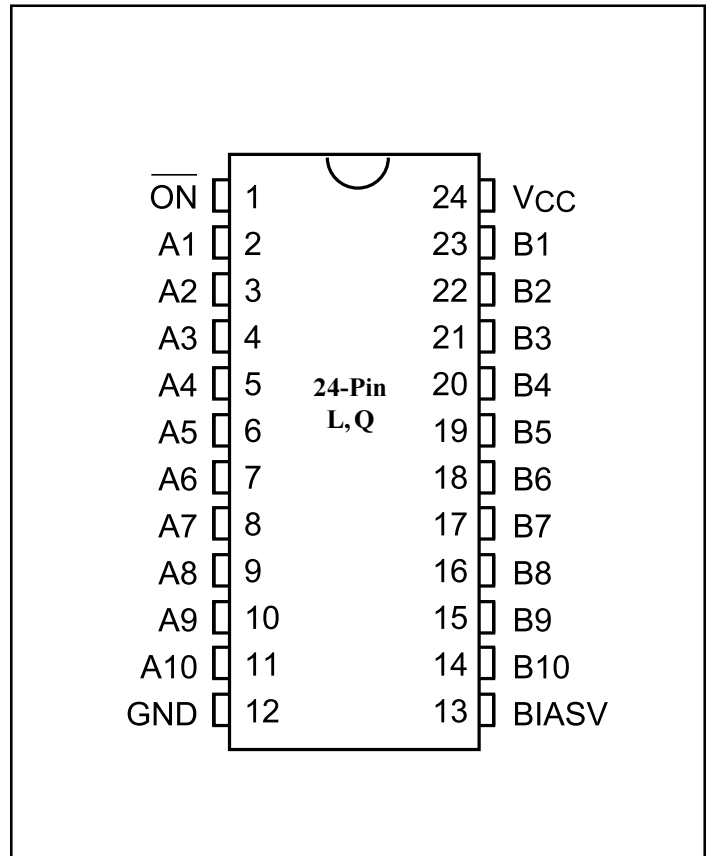 O̅N̅ 1 24 VCC
A1 2 23 B1
A2 3 22 B2
A3 4 21 B3
A4 5 20 B4
24-Pin
L, Q
A5 6 19 B5
A6 7 18 B6
A7 8 17 B7
A8 9 16 B8
A9 10 15 B9
A10 11 14 B10
GND 12 13 BIASV